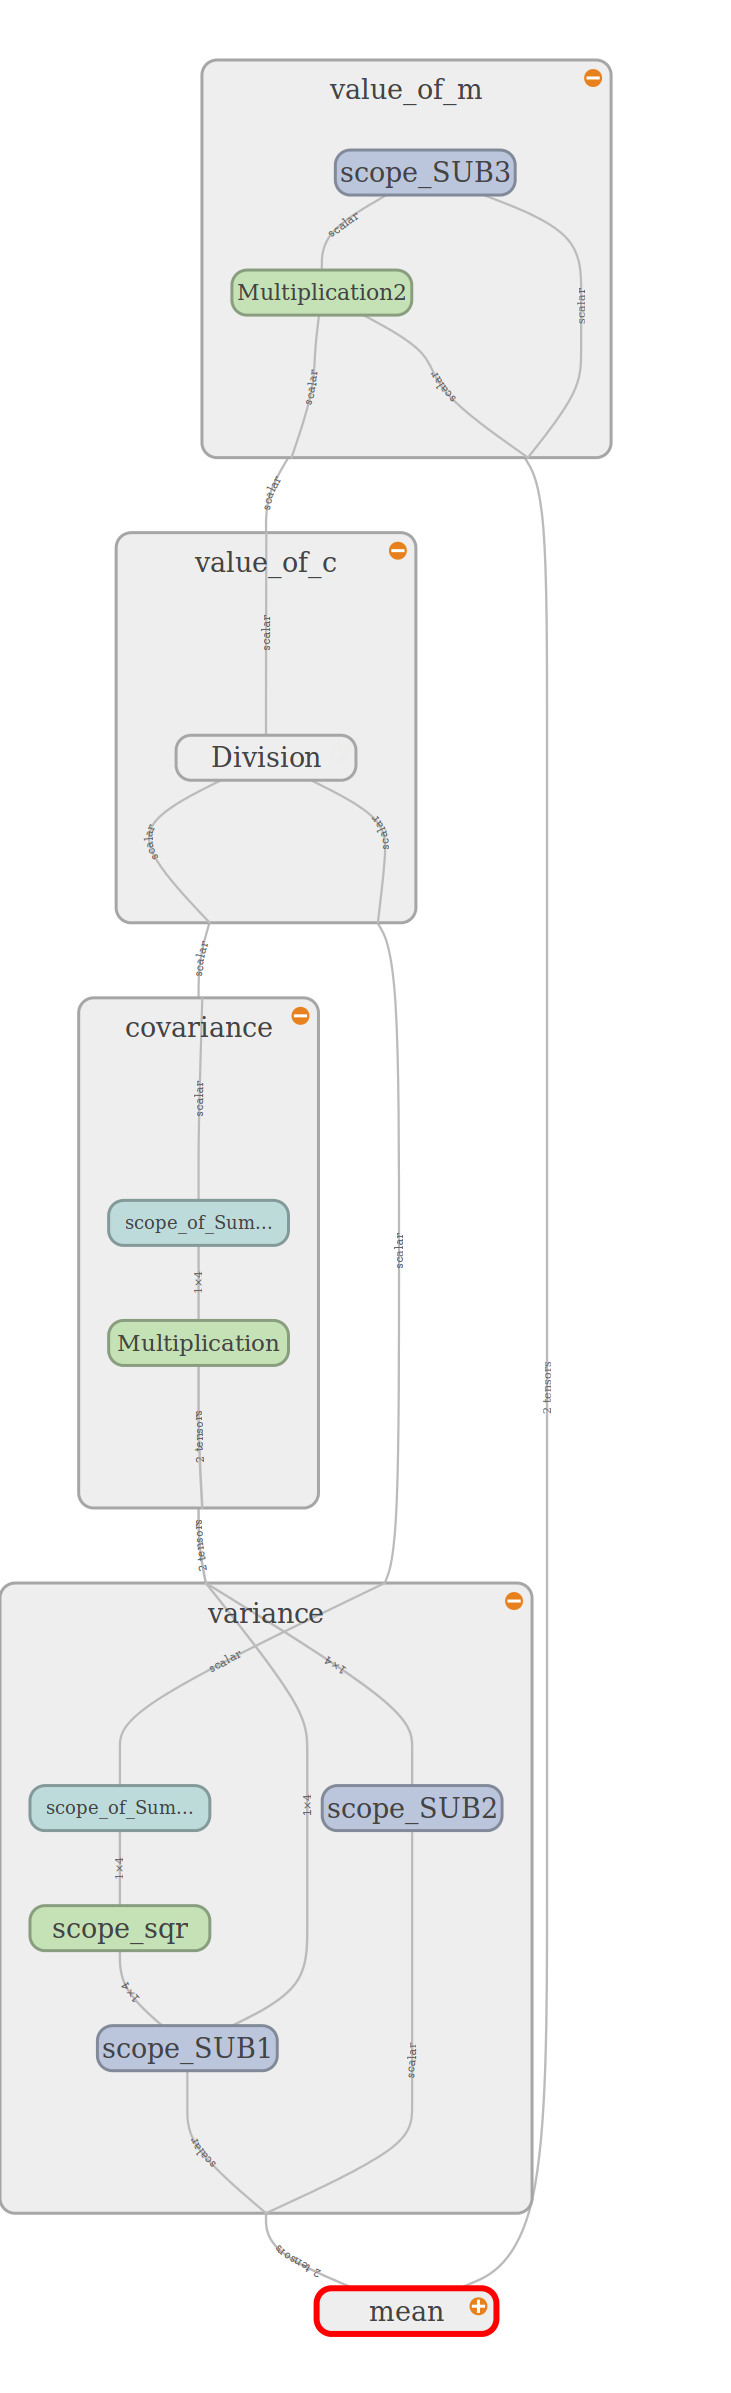 value_of_m
scope_SUB3
scalar
Multiplication2
scalar
scalar
scalar
scalar
value_of_c
scalar
Division
scalar
scalar
scalar
covariance
scalar
scope_of_Sum...
scalar
1×4
Multiplication
2 tensors
2 tensors
2 tensors
variance
scalar
1×4
scope_of_Sum...
1×4
scope_SUB2
1×4
scope_sqr
1×4
scope_SUB1
scalar
scalar
2 tensors
mean